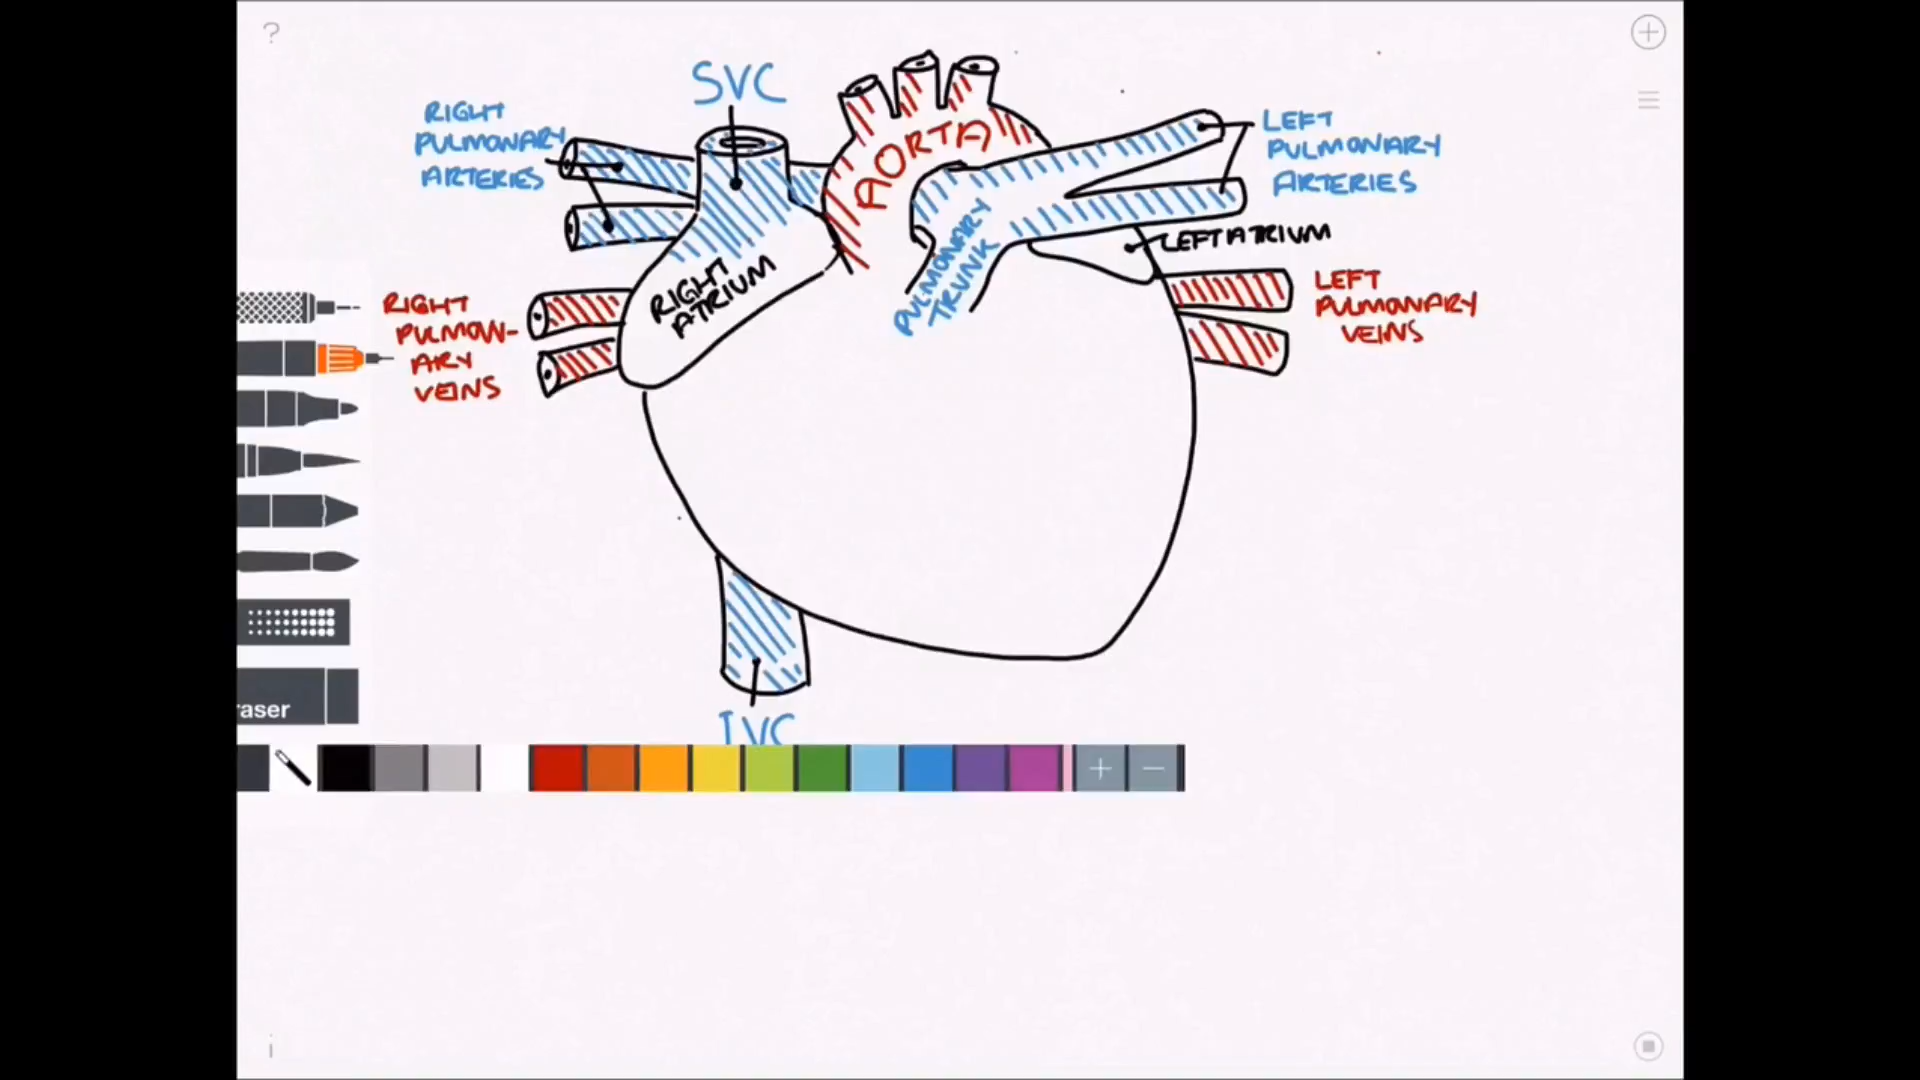 ?
SVC
RIGHT
PULMONARY
ARTERIES
AORTA
LEFT
PULMONARY
ARTERIES
LEFT ATRIUM
PULMONARY
TRUNK
RIGHT
ATRIUM
RIGHT
PULMON-
ARY
VEINS
LEFT
PULMONARY
VEINS
raser
IVC
i